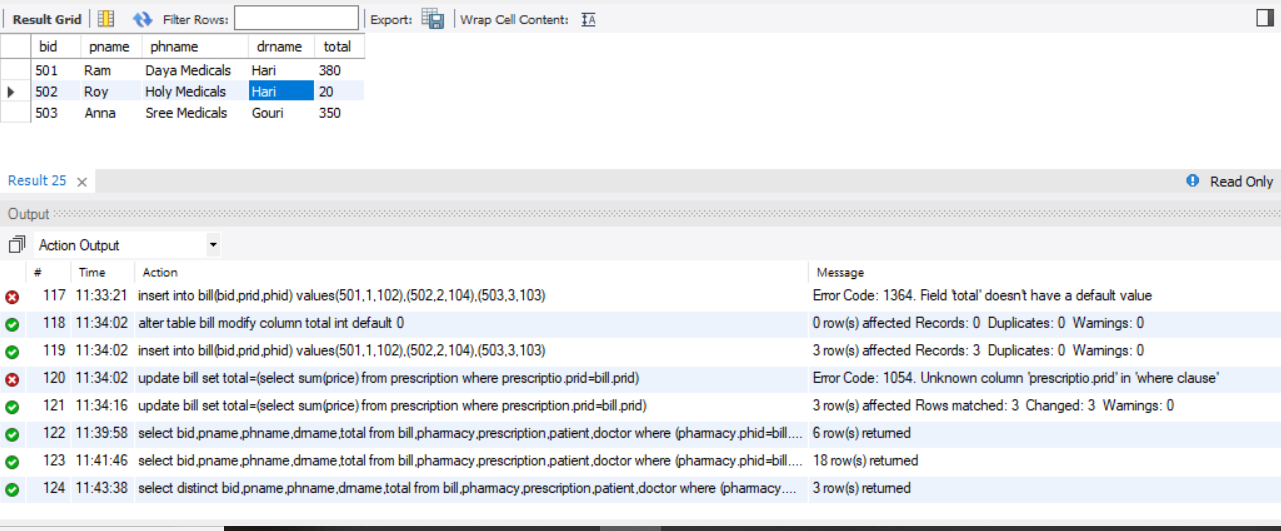 Result Grid Filter Rows: Export: Wrap Cell Content: IA
bid pname phname drname total
501 Ram Daya Medicals Hari 380
502 Roy Holy Medicals Hari 20
503 Anna Sree Medicals Gouri 350
Result 25 × Read Only
Output
Action Output
# Time Action Message
117 11:33:21 insert into bill(bid,prid,phid) values(501,1,102),(502,2,104),(503,3,103) Error Code: 1364. Field 'total' doesn't have a default value
118 11:34:02 alter table bill modify column total int default 0 0 row(s) affected Records: 0 Duplicates: 0 Warnings: 0
119 11:34:02 insert into bill(bid,prid,phid) values(501,1,102),(502,2,104),(503,3,103) 3 row(s) affected Records: 3 Duplicates: 0 Warnings: 0
120 11:34:02 update bill set total=(select sum(price) from prescription where prescriptio.prid=bill.prid) Error Code: 1054. Unknown column 'prescriptio.prid' in 'where clause'
121 11:34:16 update bill set total=(select sum(price) from prescription where prescription.prid=bill.prid) 3 row(s) affected Rows matched: 3 Changed: 3 Warnings: 0
122 11:39:58 select bid,pname,phname,drname,total from bill,pharmacy,prescription,patient,doctor where (pharmacy.phid=bill.... 6 row(s) returned
123 11:41:46 select bid,pname,phname,drname,total from bill,pharmacy,prescription,patient,doctor where (pharmacy.phid=bill.... 18 row(s) returned
124 11:43:38 select distinct bid,pname,phname,drname,total from bill,pharmacy,prescription,patient,doctor where (pharmacy.... 3 row(s) returned